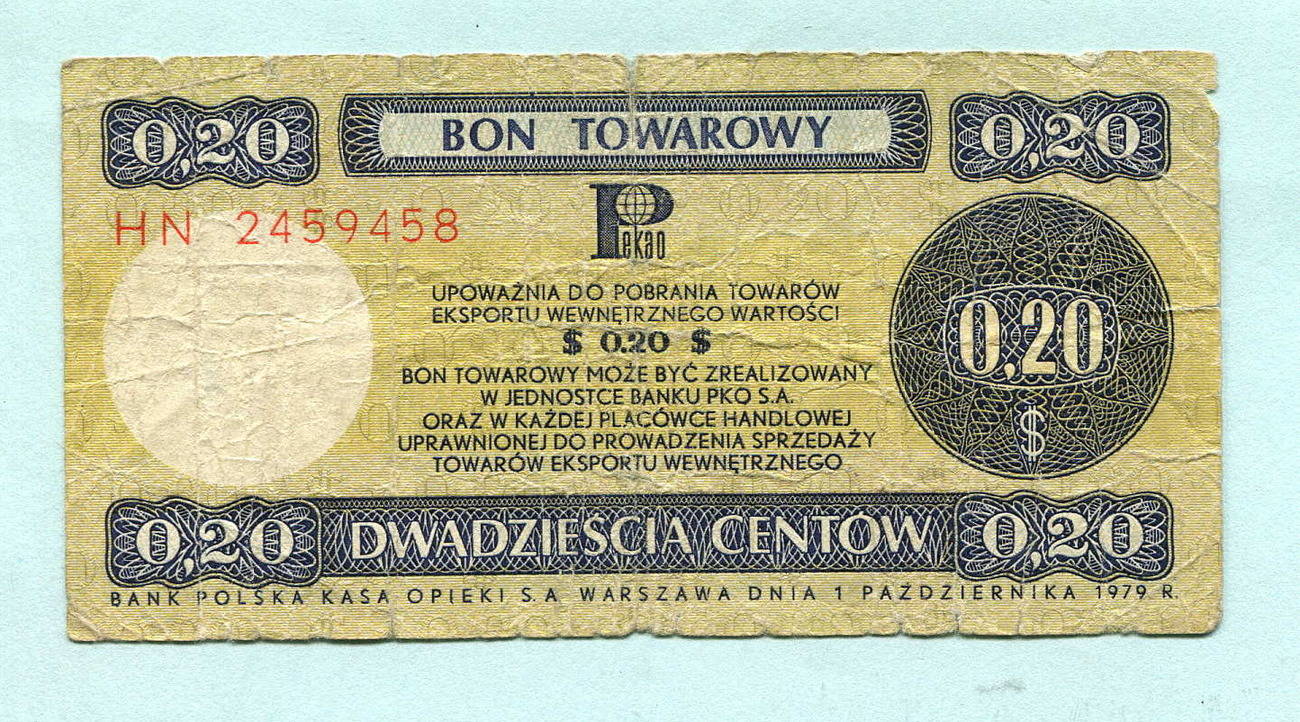 0,20 BON TOWAROWY 0,20
HN 2459458
Pekao
UPOWAŻNIA DO POBRANIA TOWARÓW
EKSPORTU WEWNĘTRZNEGO WARTOŚCI
$ 0.20 $
BON TOWAROWY MOŻE BYĆ ZREALIZOWANY
W JEDNOSTCE BANKU PKO S.A.
ORAZ W KAŻDEJ PLACÓWCE HANDLOWEJ
UPRAWNIONEJ DO PROWADZENIA SPRZEDAŻY
TOWARÓW EKSPORTU WEWNĘTRZNEGO
0,20
$
0,20 DWADZIEŚCIA CENTÓW 0,20
BANK POLSKA KASA OPIEKI S.A. WARSZAWA DNIA 1 PAŹDZIERNIKA 1979 R.